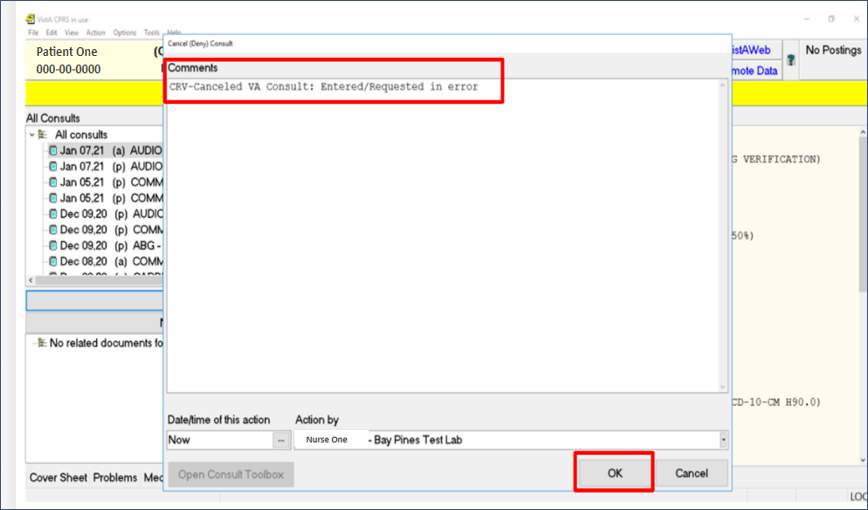 VistA CPRS in use
File Edit View Action Options Tools Help
Patient One
000-00-0000
istAWeb
mote Data
?
No Postings
Cancel (Deny) Consult
Comments
CRV-Canceled VA Consult: Entered/Requested in error
All Consults
All consults
Jan 07,21 (a) AUDIO
Jan 07,21 (p) AUDIO
Jan 05,21 (p) COMM
Jan 05,21 (p) COMM
Dec 09,20 (p) AUDIO
Dec 09,20 (p) COMM
Dec 09,20 (p) ABG -
Dec 08,20 (a) COMM
G VERIFICATION)
50%)
No related documents fo
CD-10-CM H90.0)
Date/time of this action
Action by
Now
...
Nurse One - Bay Pines Test Lab
Open Consult Toolbox
OK
Cancel
Cover Sheet Problems Mec
LOC